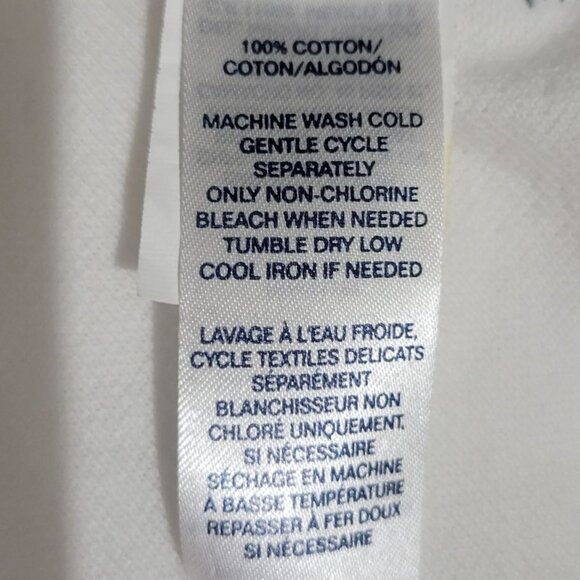 100% COTTON/
COTON/ALGODÓN
MACHINE WASH COLD
GENTLE CYCLE
SEPARATELY
ONLY NON-CHLORINE
BLEACH WHEN NEEDED
TUMBLE DRY LOW
COOL IRON IF NEEDED
LAVAGE À L'EAU FROIDE,
CYCLE TEXTILES DELICATS
SÉPARÉMENT
BLANCHISSEUR NON
CHLORÉ UNIQUEMENT,
SI NÉCESSAIRE
SÉCHAGE EN MACHINE
À BASSE TEMPÉRATURE
REPASSER À FER DOUX
SI NÉCESSAIRE